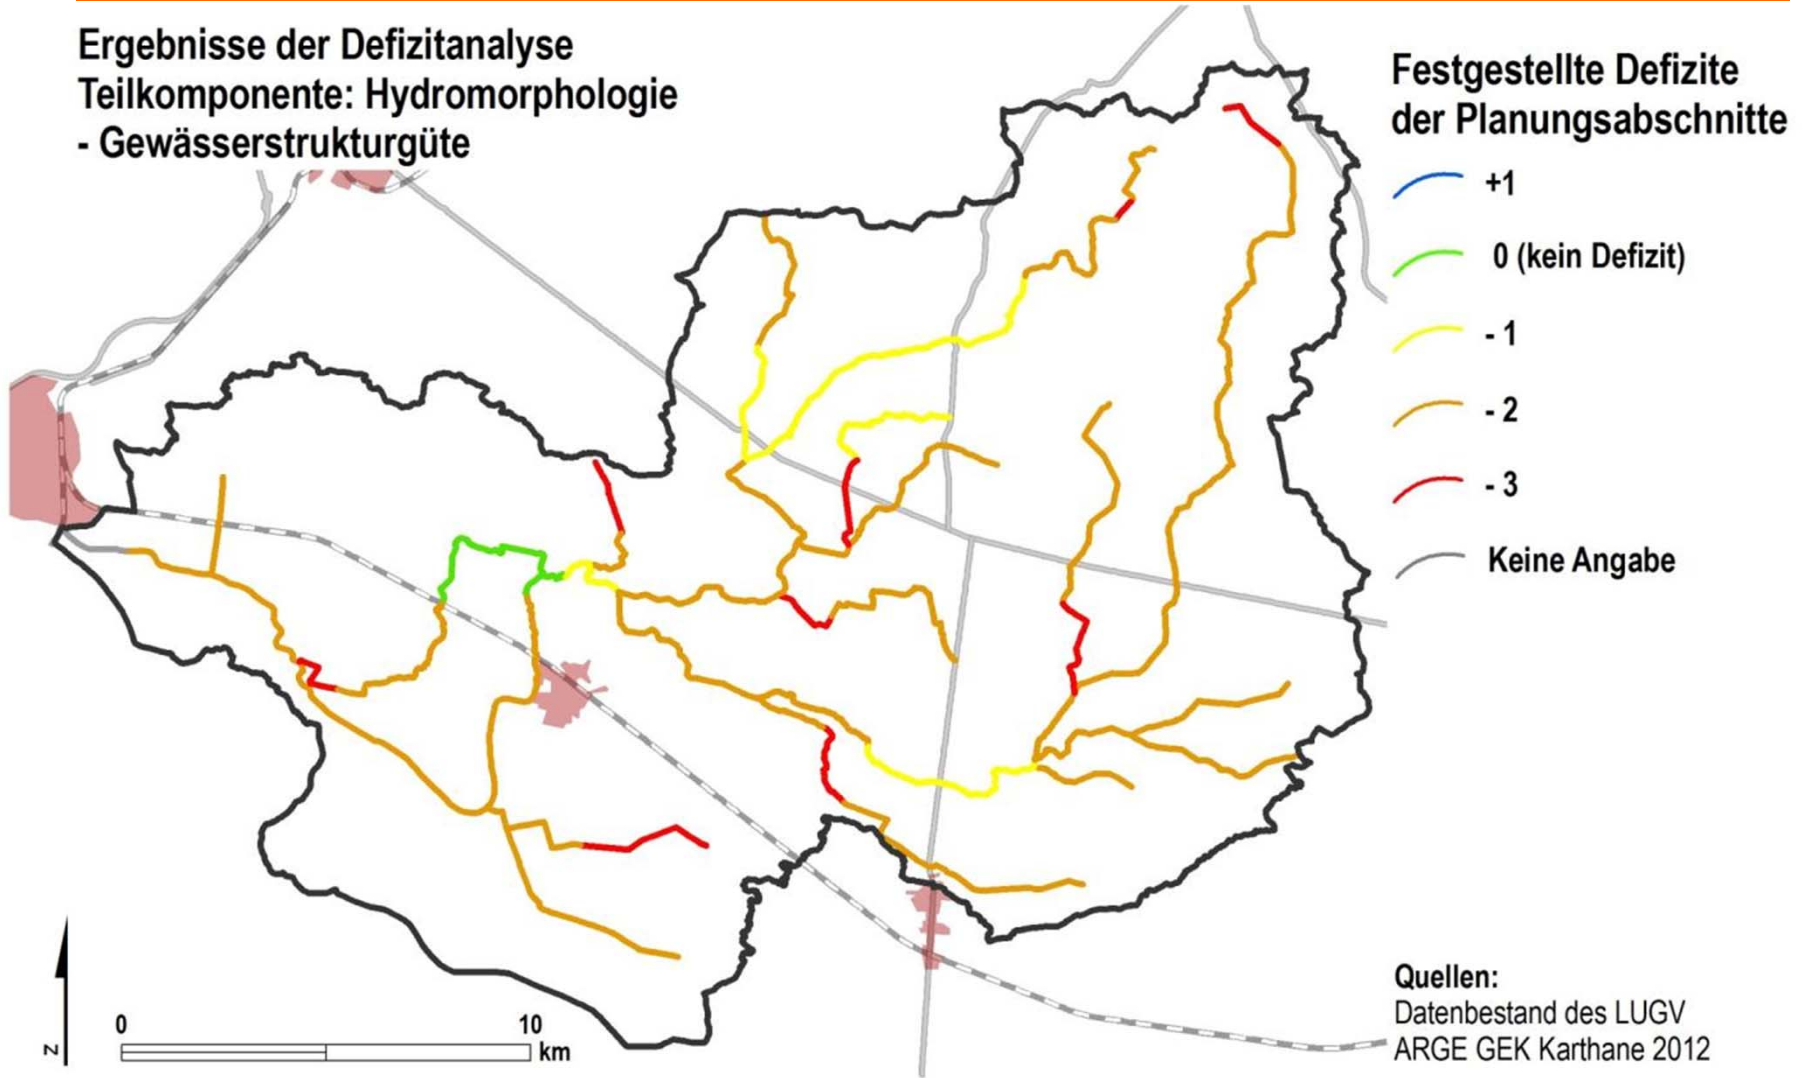 Ergebnisse der Defizitanalyse
Teilkomponente: Hydromorphologie
- Gewässerstrukturgüte
Festgestellte Defizite
der Planungsabschnitte
+1
0 (kein Defizit)
- 1
- 2
- 3
Keine Angabe
N
0 10
km
Quellen:
Datenbestand des LUGV
ARGE GEK Karthane 2012